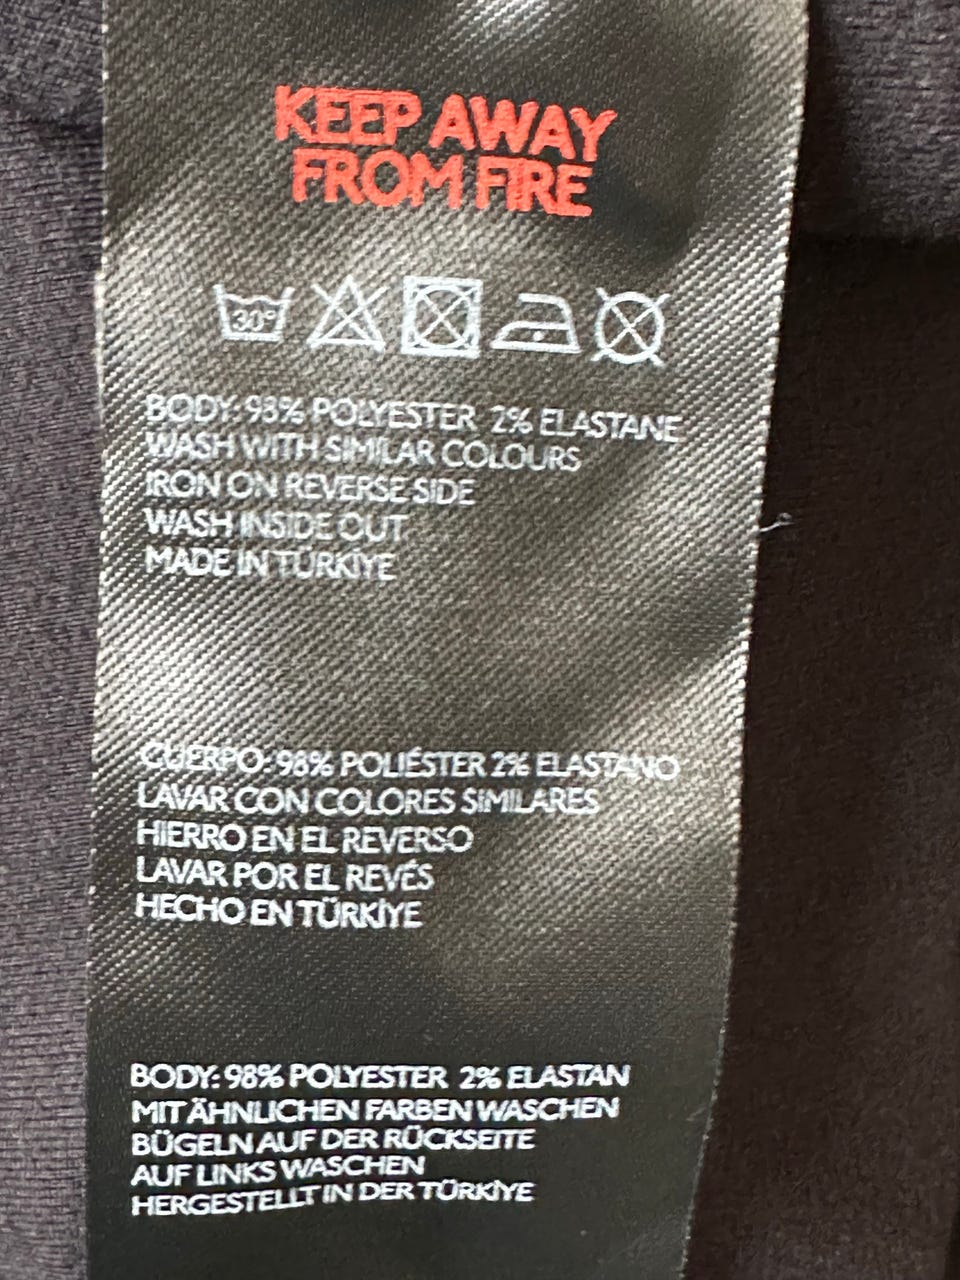 KEEP AWAY
FROM FIRE
30°
BODY: 98% POLYESTER 2% ELASTANE
WASH WITH SIMILAR COLOURS
IRON ON REVERSE SIDE
WASH INSIDE OUT
MADE IN TÜRKİYE
CUERPO: 98% POLIÉSTER 2% ELASTANO
LAVAR CON COLORES SIMILARES
HIERRO EN EL REVERSO
LAVAR POR EL REVÉS
HECHO EN TÜRKİYE
BODY: 98% POLYESTER 2% ELASTAN
MIT ÄHNLICHEN FARBEN WASCHEN
BÜGELN AUF DER RÜCKSEITE
AUF LINKS WASCHEN
HERGESTELLT IN DER TÜRKİYE